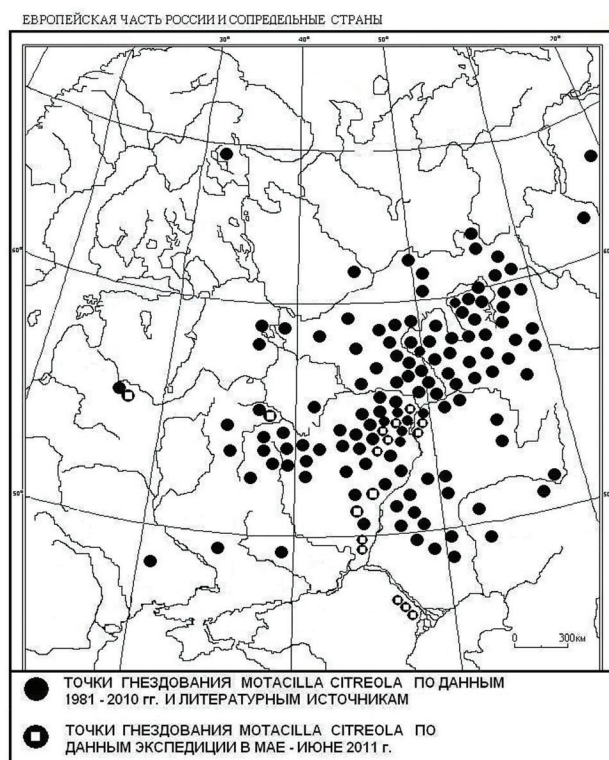 ЕВРОПЕЙСКАЯ ЧАСТЬ РОССИИ И СОПРЕДЕЛЬНЫЕ СТРАНЫ
30° 40° 50° 70°
60°
50° 50
0 300км
ТОЧКИ ГНЕЗДОВАНИЯ MOTACILLA CITREOLA ПО ДАННЫМ
1981 - 2010 гг. И ЛИТЕРАТУРНЫМ ИСТОЧНИКАМ
ТОЧКИ ГНЕЗДОВАНИЯ MOTACILLA CITREOLA ПО
ДАННЫМ ЭКСПЕДИЦИИ В МАЕ - ИЮНЕ 2011 г.